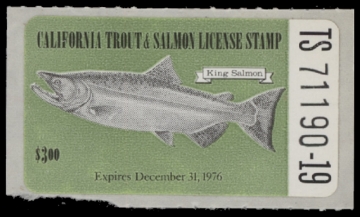 CALIFORNIA TROUT & SALMON LICENSE STAMP
King Salmon
$3.00
Expires December 31, 1976
TS 71190-19